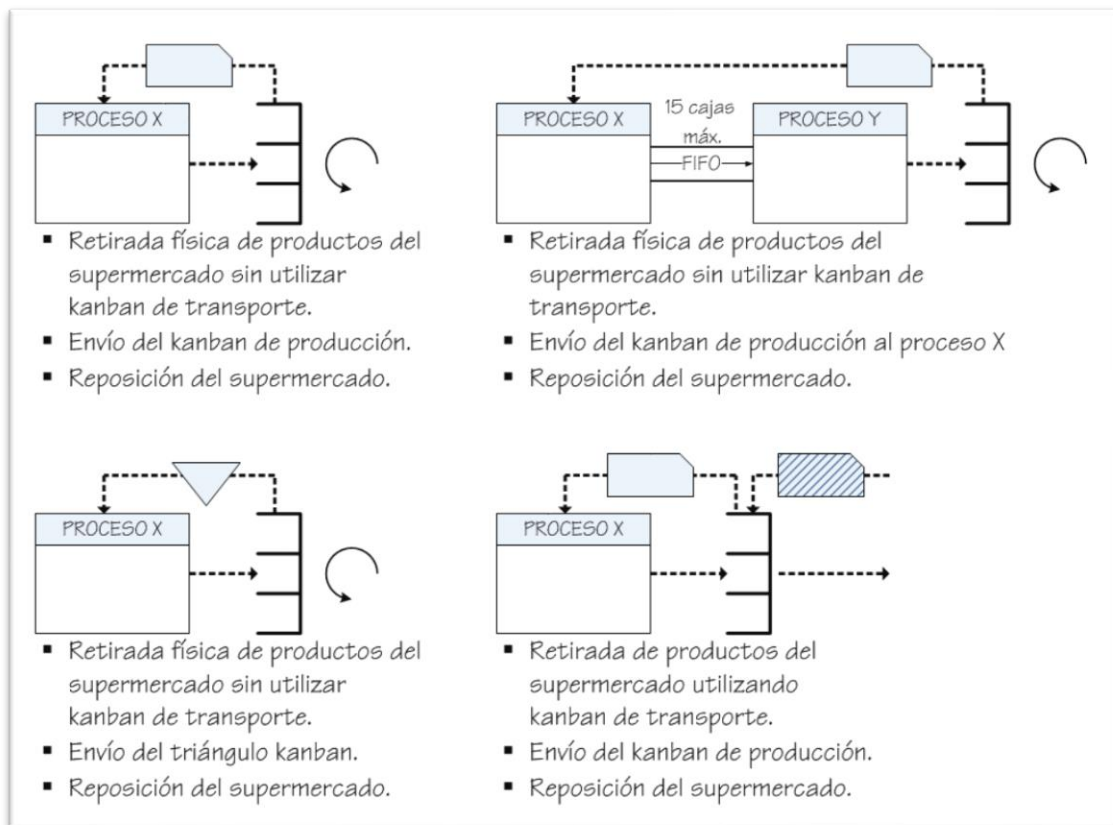 PROCESO X
▪ Retirada física de productos del
supermercado sin utilizar
kanban de transporte.
▪ Envío del kanban de producción.
▪ Reposición del supermercado.
PROCESO X
15 cajas
máx.
FIFO
PROCESO Y
▪ Retirada física de productos del
supermercado sin utilizar kanban de
transporte.
▪ Envío del kanban de producción al proceso X
▪ Reposición del supermercado.
PROCESO X
▪ Retirada física de productos del
supermercado sin utilizar
kanban de transporte.
▪ Envío del triángulo kanban.
▪ Reposición del supermercado.
PROCESO X
▪ Retirada de productos del
supermercado utilizando
kanban de transporte.
▪ Envío del kanban de producción.
▪ Reposición del supermercado.